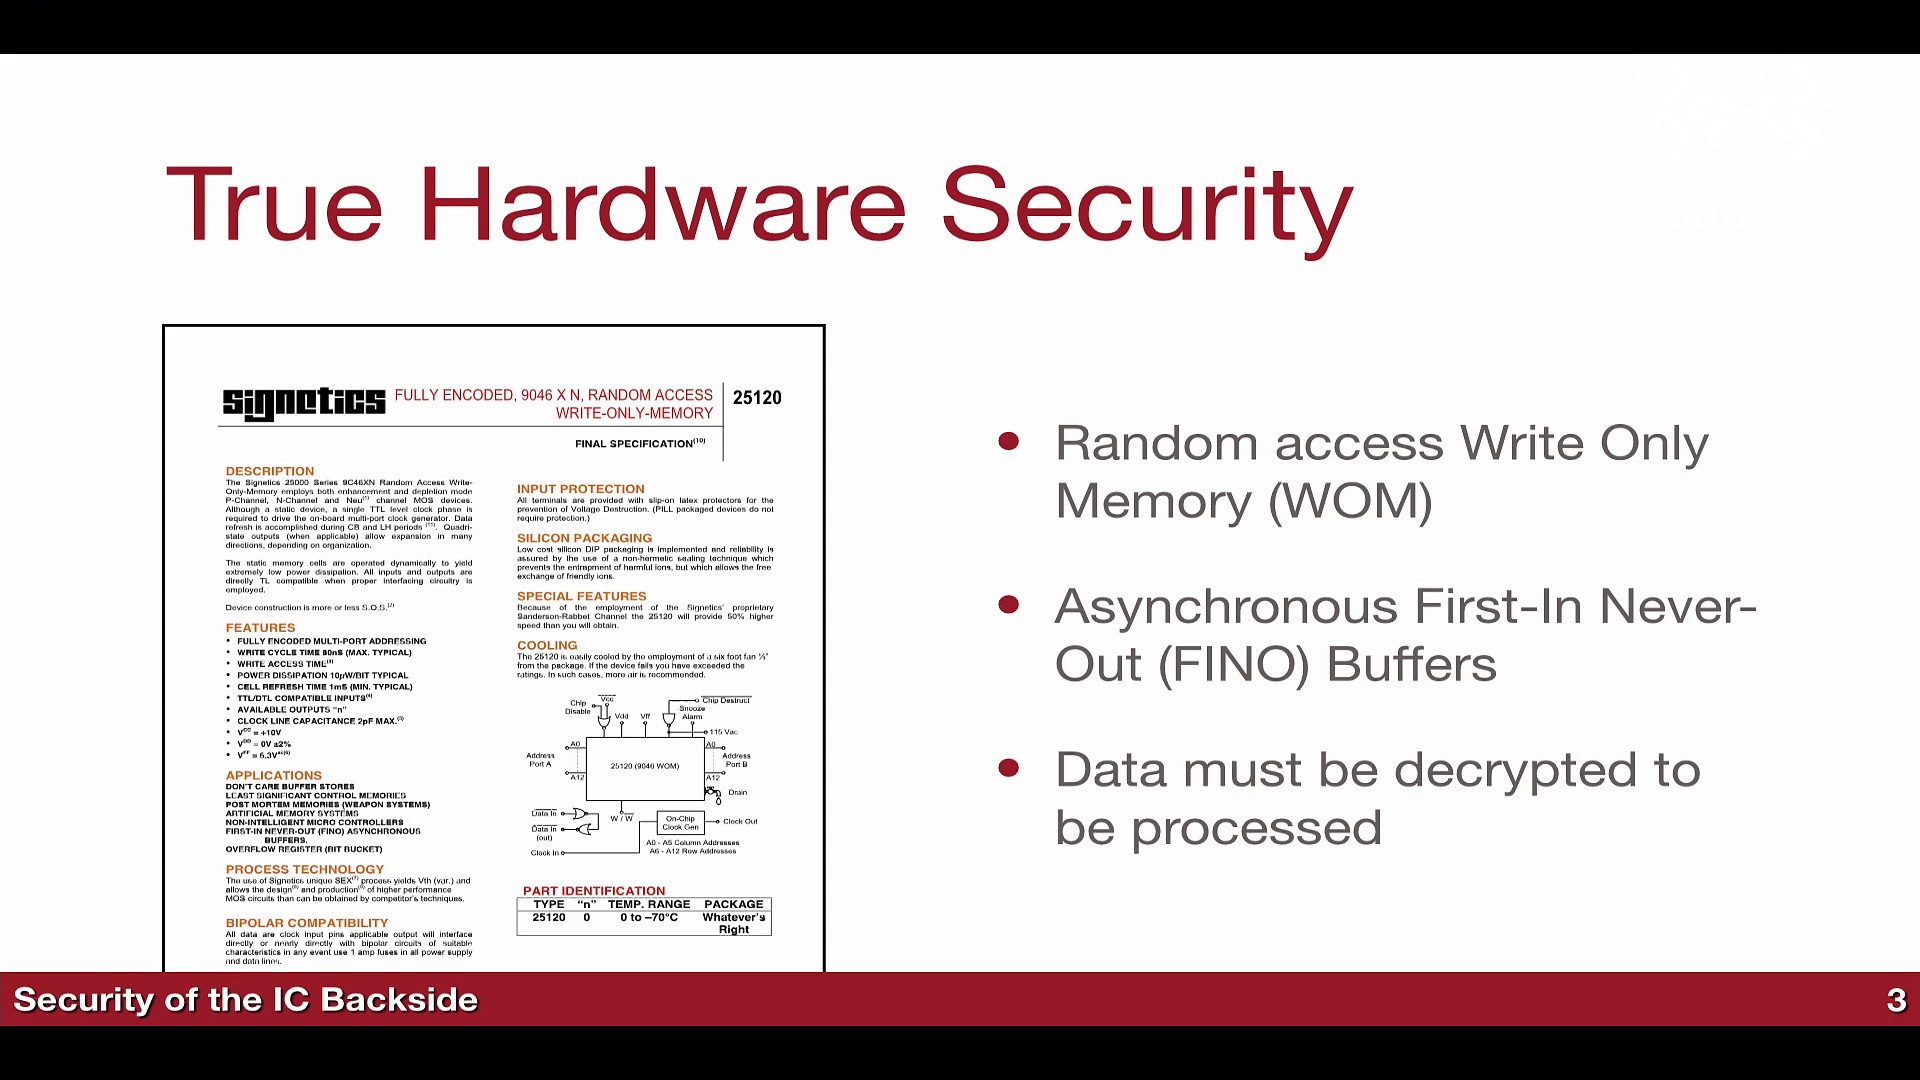 True Hardware Security
signetics
FULLY ENCODED, 9046 X N, RANDOM ACCESS
WRITE-ONLY-MEMORY
25120
FINAL SPECIFICATION(10)
DESCRIPTION
The Signetics 25000 Series 9C46XN Random Access Write-
Only-Memory employs both enhancement and depletion mode
P-Channel, N-Channel and Neu(1) channel MOS devices.
Although a static device, a single TTL level clock phase is
required to drive the on-board multi-port clock generator. Data
refresh is accomplished during CB and LH periods (11). Quadri-
state outputs (when applicable) allow expansion in many
directions, depending on organization.
The static memory cells are operated dynamically to yield
extremely low power dissipation. All inputs and outputs are
directly TL compatible when proper interfacing circuitry is
employed.
Device construction is more or less S.O.S.(2)
FEATURES
• FULLY ENCODED MULTI-PORT ADDRESSING
• WRITE CYCLE TIME 80nS (MAX. TYPICAL)
• WRITE ACCESS TIME(3)
• POWER DISSIPATION 10µW/BIT TYPICAL
• CELL REFRESH TIME 1mS (MIN. TYPICAL)
• TTL/DTL COMPATIBLE INPUTS(4)
• AVAILABLE OUTPUTS “n”
• CLOCK LINE CAPACITANCE 2pF MAX.(5)
• VCC = +10V
• VDD = 0V ±2%
• VFF = 6.3Vac(6)
APPLICATIONS
DON'T CARE BUFFER STORES
LEAST SIGNIFICANT CONTROL MEMORIES
POST MORTEM MEMORIES (WEAPON SYSTEMS)
ARTIFICIAL MEMORY SYSTEMS
NON-INTELLIGENT MICRO CONTROLLERS
FIRST-IN NEVER-OUT (FINO) ASYNCHRONOUS
BUFFERS.
OVERFLOW REGISTER (BIT BUCKET)
PROCESS TECHNOLOGY
The use of Signetics unique SEX(7) process yields Vth (var.) and
allows the design(8) and production(9) of higher performance
MOS circuits than can be obtained by competitor's techniques.
BIPOLAR COMPATIBILITY
All data are clock input pins applicable output will interface
directly or nearly directly with bipolar circuits of suitable
characteristics in any event use 1 amp fuses in all power supply
and data lines.
INPUT PROTECTION
All terminals are provided with slip-on latex protectors for the
prevention of Voltage Destruction. (PILL packaged devices do not
require protection.)
SILICON PACKAGING
Low cost silicon DIP packaging is implemented and reliability is
assured by the use of a non-hermetic sealing technique which
prevents the entrapment of harmful ions, but which allows the free
exchange of friendly ions.
SPECIAL FEATURES
Because of the employment of the Signetics' proprietary
Sanderson-Rabbet Channel the 25120 will provide 50% higher
speed than you will obtain.
COOLING
The 25120 is easily cooled by the employment of a six foot fan ½"
from the package. If the device fails you have exceeded the
ratings. In such cases, more air is recommended.
Chip
Disable
Vcc
Vdd
Vff
Snooze
Alarm
Chip Destruct
115 Vac
Address
Port A
A0
A12
25120 (9046 WOM)
A0
A12
Address
Port B
Drain
Data In
Data In
(out)
W / W
On-Chip
Clock Gen
Clock Out
Clock In
A0 - A5 Column Addresses
A6 - A12 Row Addresses
PART IDENTIFICATION
TYPE “n” TEMP. RANGE PACKAGE
25120 0 0 to –70°C Whatever's
Right
• Random access Write Only
Memory (WOM)
• Asynchronous First-In Never-
Out (FINO) Buffers
• Data must be decrypted to
be processed
Security of the IC Backside
3